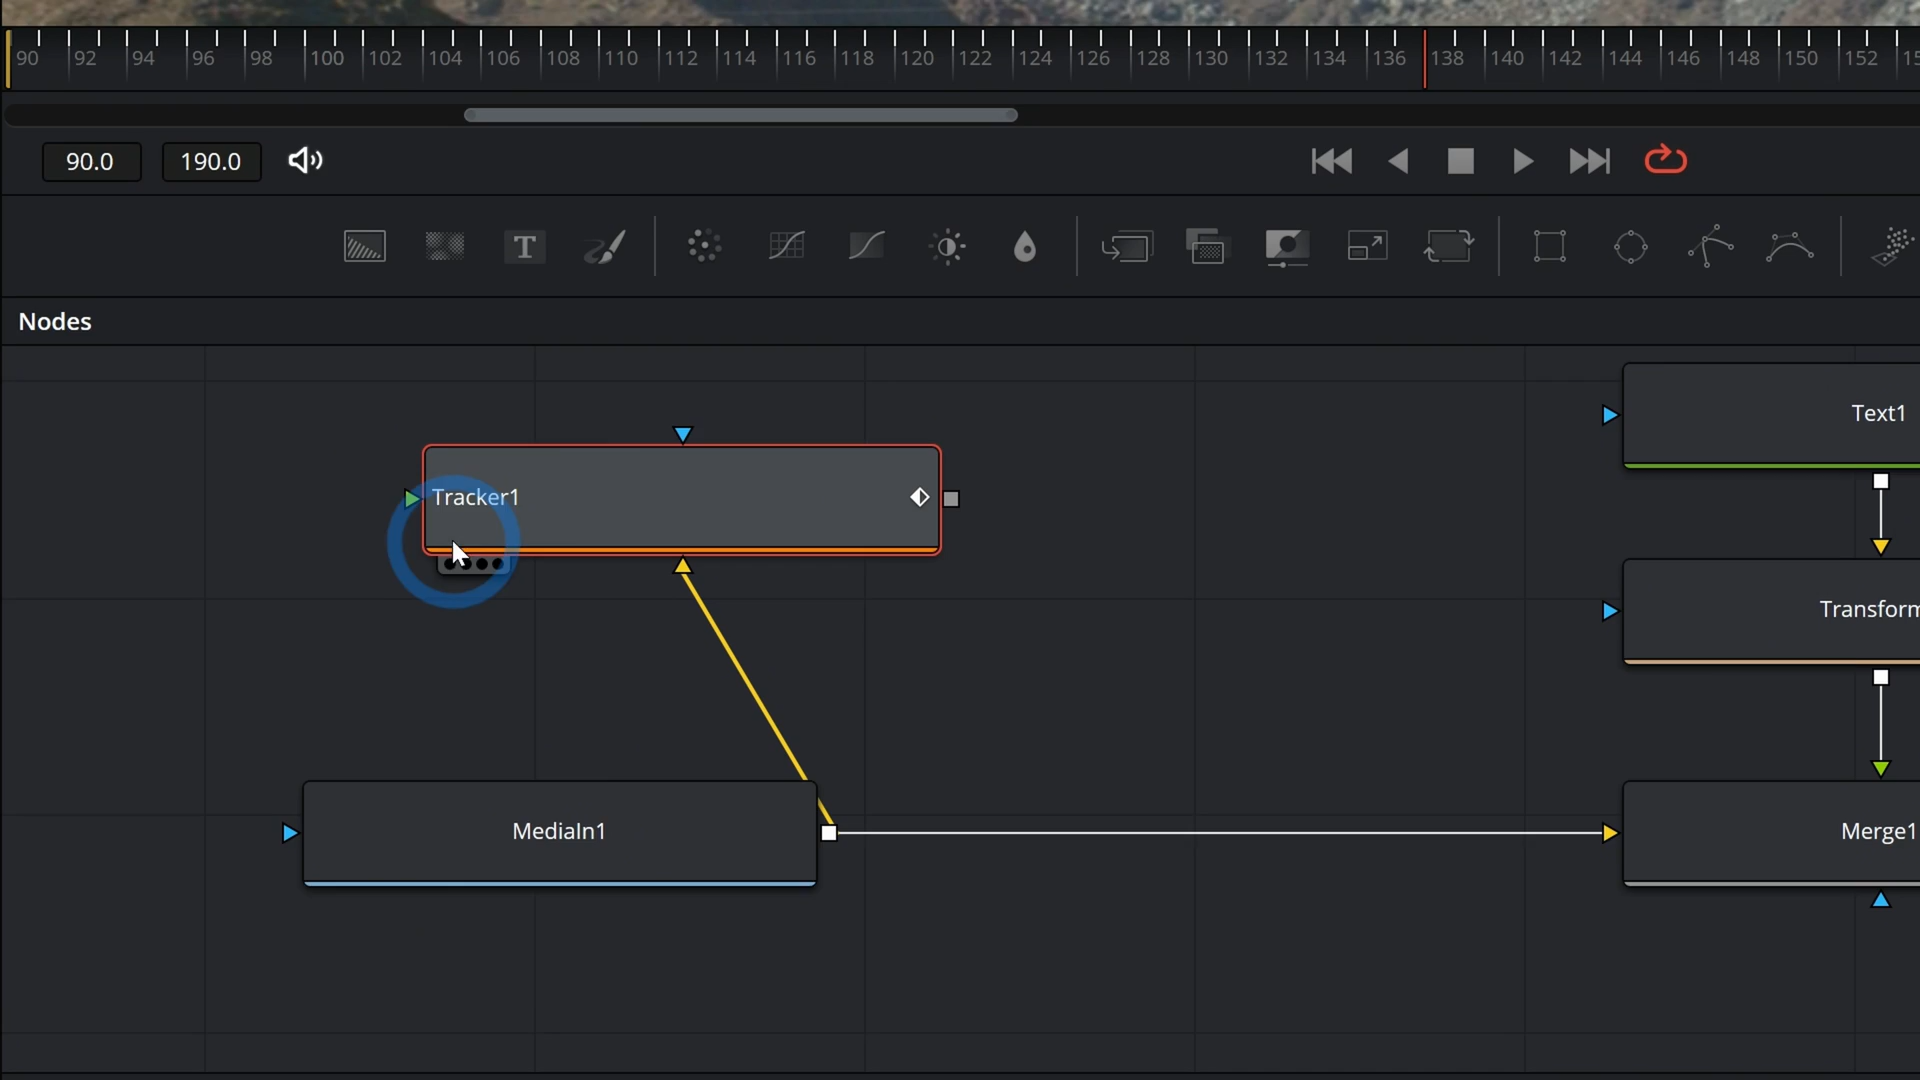 90 92 94 96 98 100 102 104 106 108 110 112 114 116 118 120 122 124 126 128 130 132 134 136 138 140 142 144 146 148 150 152
90.0 190.0
T
Nodes
Text1
Tracker1
Transform
MediaIn1
Merge1